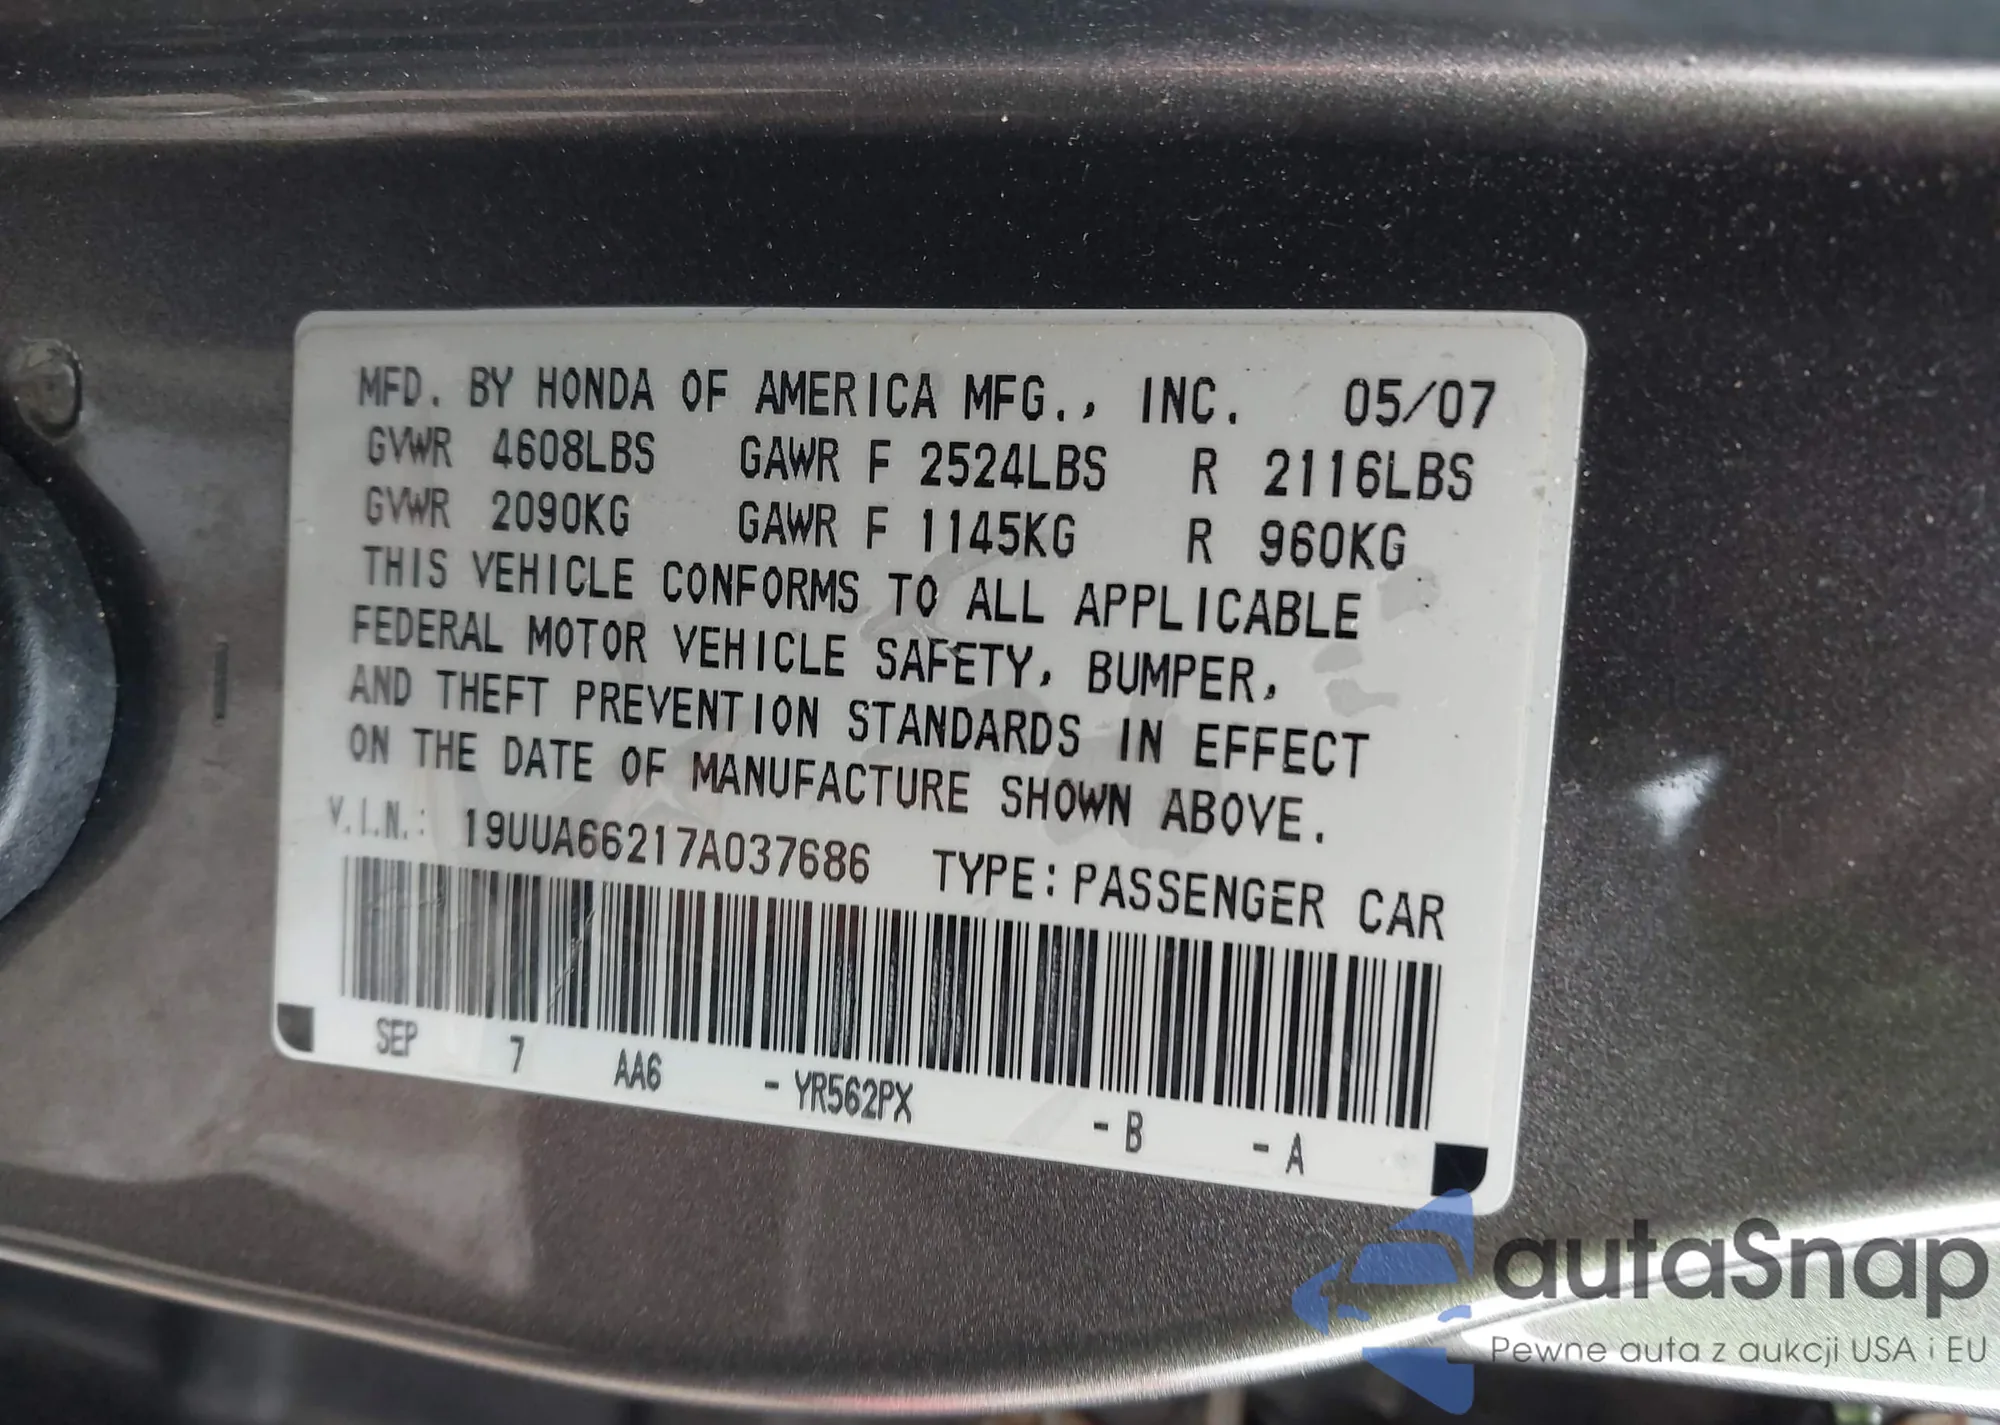 MFD. BY HONDA OF AMERICA MFG., INC. 05/07
GVWR 4608LBS GAWR F 2524LBS R 2116LBS
GVWR 2090KG GAWR F 1145KG R 960KG
THIS VEHICLE CONFORMS TO ALL APPLICABLE
FEDERAL MOTOR VEHICLE SAFETY, BUMPER,
AND THEFT PREVENTION STANDARDS IN EFFECT
ON THE DATE OF MANUFACTURE SHOWN ABOVE.
V.I.N.: 19UUA66217A037686 TYPE: PASSENGER CAR
SEP 7 AA6 - YR562PX - B - A
autaSnap
Pewne auta z aukcji USA i EU